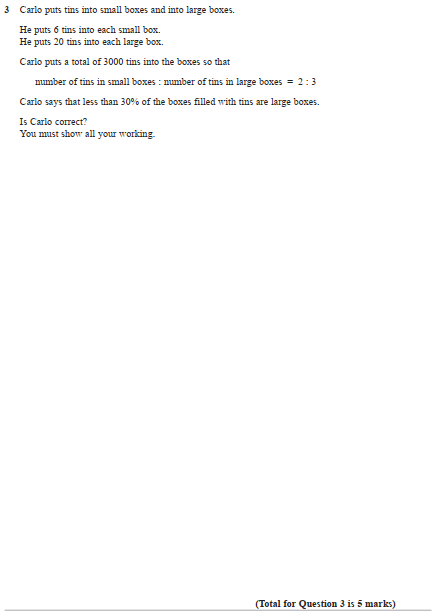 3 Carlo puts tins into small boxes and into large boxes.
He puts 6 tins into each small box.
He puts 20 tins into each large box.
Carlo puts a total of 3000 tins into the boxes so that
number of tins in small boxes : number of tins in large boxes = 2 : 3
Carlo says that less than 30% of the boxes filled with tins are large boxes.
Is Carlo correct?
You must show all your working.
(Total for Question 3 is 5 marks)